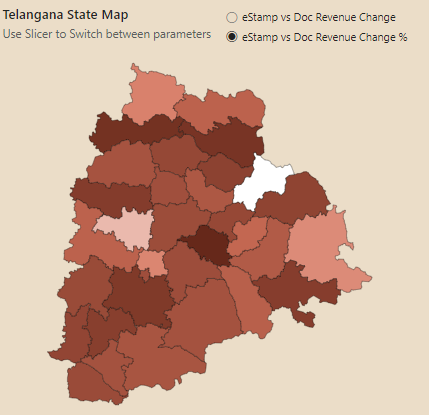 Telangana State Map
Use Slicer to Switch between parameters
eStamp vs Doc Revenue Change
eStamp vs Doc Revenue Change %